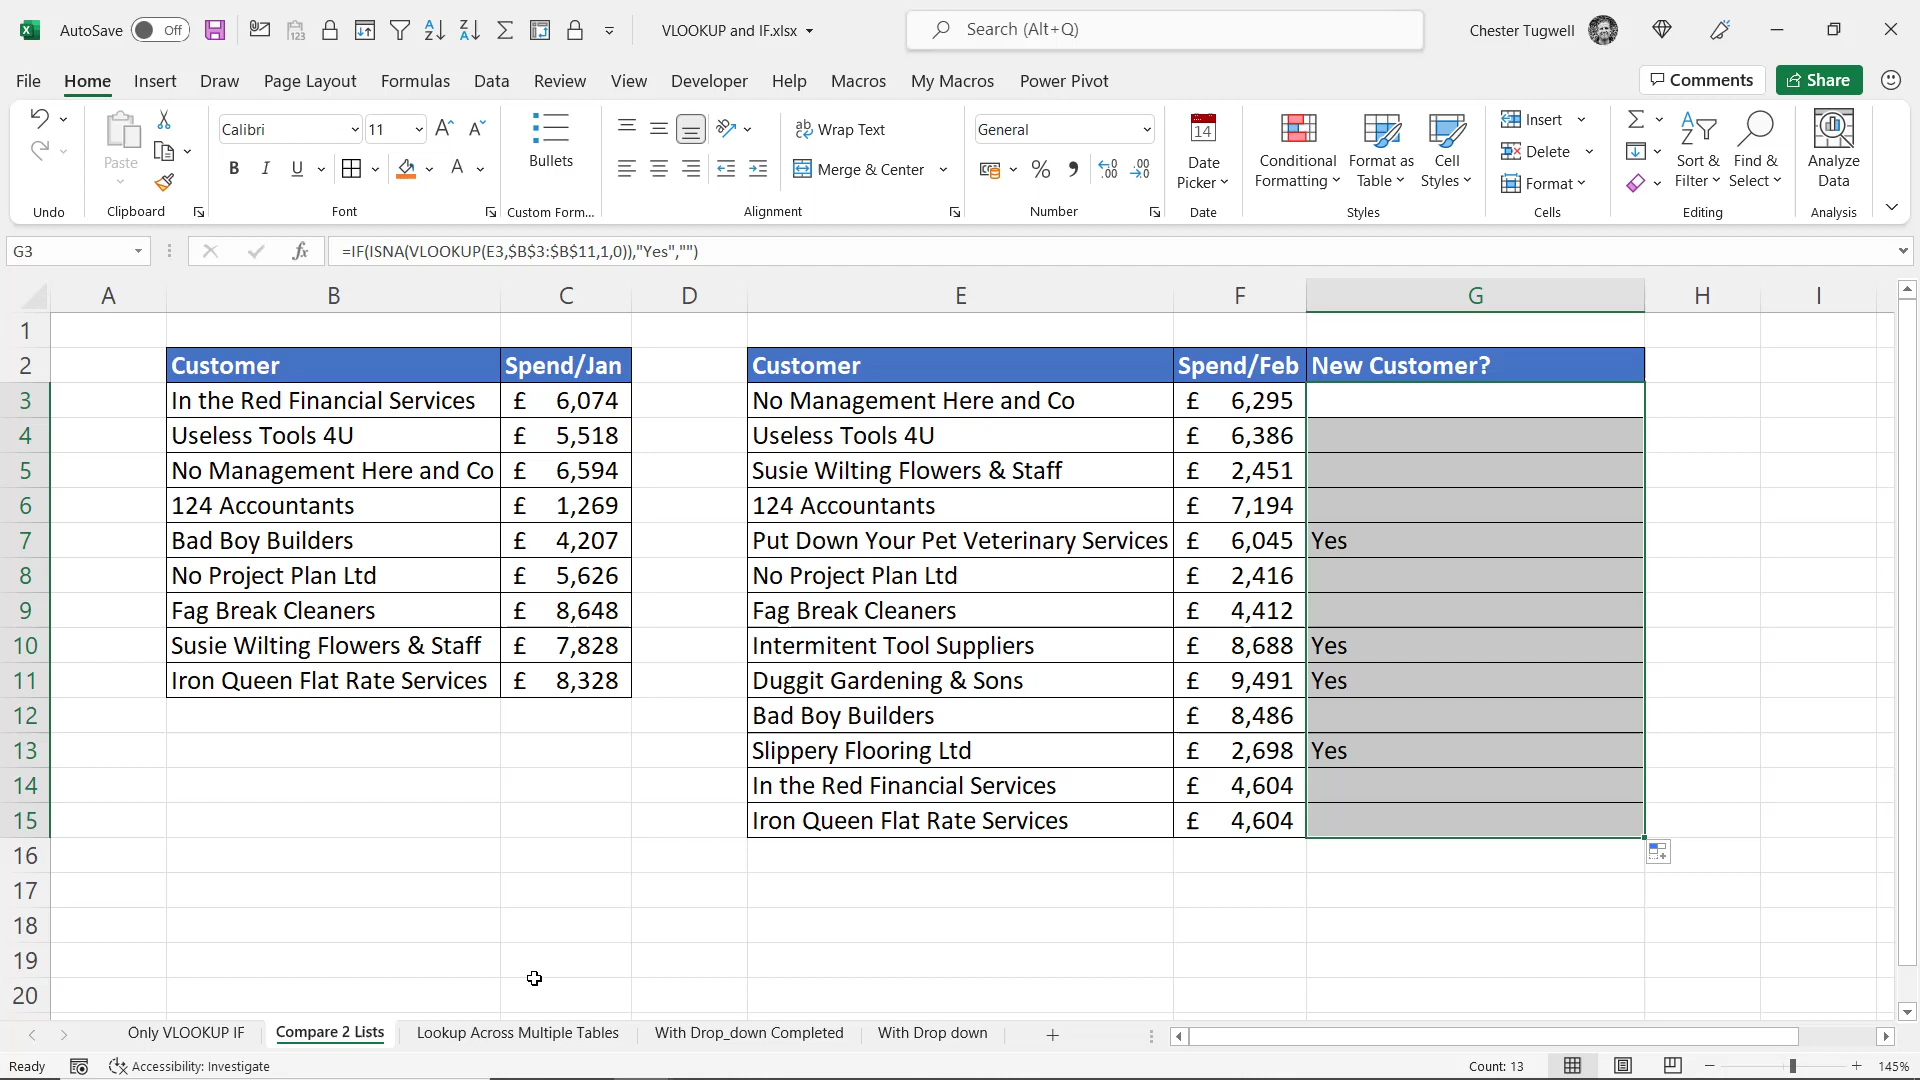 AutoSave Off VLOOKUP and IF.xlsx Search (Alt+Q) Chester Tugwell
File Home Insert Draw Page Layout Formulas Data Review View Developer Help Macros My Macros Power Pivot Comments Share
Paste Calibri 11 Bullets Wrap Text General Date Picker Conditional Formatting Format as Table Cell Styles Insert Sort & Filter Find & Select Analyze Data
B I U A Merge & Center % 14 Delete
Format
Undo Clipboard Font Custom Form... Alignment Number Date Styles Cells Editing Analysis
G3 fx =IF(ISNA(VLOOKUP(E3,$B$3:$B$11,1,0)),"Yes","")
A B C D E F G H I
1
2 Customer Spend/Jan Customer Spend/Feb New Customer?
3 In the Red Financial Services £ 6,074 No Management Here and Co £ 6,295
4 Useless Tools 4U £ 5,518 Useless Tools 4U £ 6,386
5 No Management Here and Co £ 6,594 Susie Wilting Flowers & Staff £ 2,451
6 124 Accountants £ 1,269 124 Accountants £ 7,194
7 Bad Boy Builders £ 4,207 Put Down Your Pet Veterinary Services £ 6,045 Yes
8 No Project Plan Ltd £ 5,626 No Project Plan Ltd £ 2,416
9 Fag Break Cleaners £ 8,648 Fag Break Cleaners £ 4,412
10 Susie Wilting Flowers & Staff £ 7,828 Intermitent Tool Suppliers £ 8,688 Yes
11 Iron Queen Flat Rate Services £ 8,328 Duggit Gardening & Sons £ 9,491 Yes
12 Bad Boy Builders £ 8,486
13 Slippery Flooring Ltd £ 2,698 Yes
14 In the Red Financial Services £ 4,604
15 Iron Queen Flat Rate Services £ 4,604
16
17
18
19
20
Only VLOOKUP IF Compare 2 Lists Lookup Across Multiple Tables With Drop_down Completed With Drop down
Ready Accessibility: Investigate Count: 13 145%